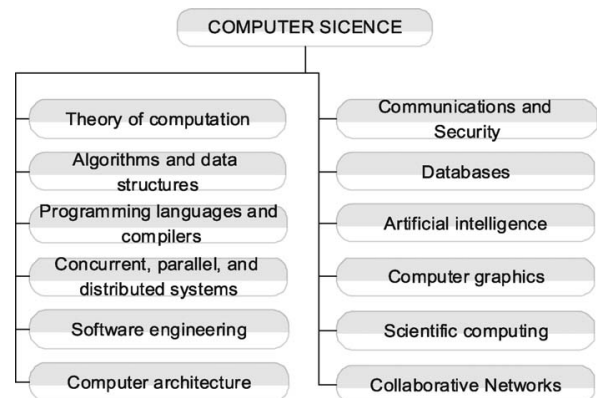 COMPUTER SICENCE
Theory of computation
Algorithms and data
structures
Programming languages and
compilers
Concurrent, parallel, and
distributed systems
Software engineering
Computer architecture
Communications and
Security
Databases
Artificial intelligence
Computer graphics
Scientific computing
Collaborative Networks